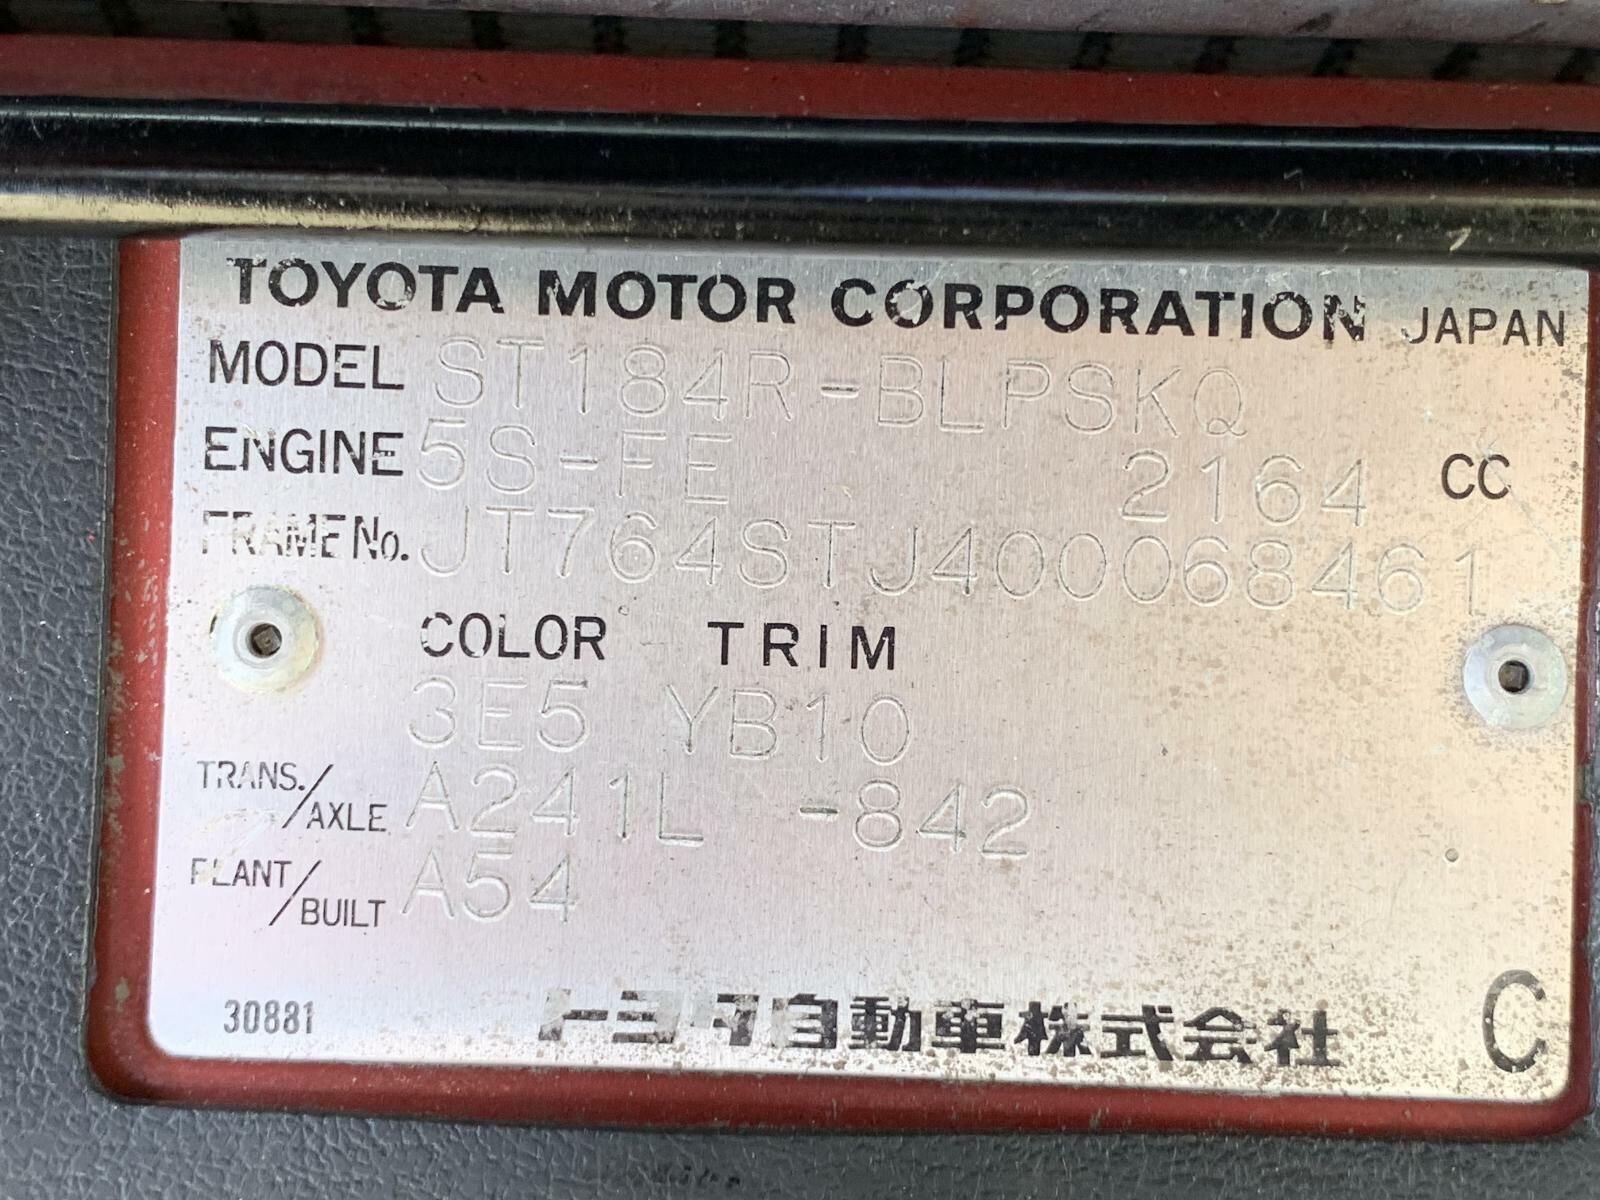 TOYOTA MOTOR CORPORATION JAPAN
MODEL ST184R-BLPSKQ
ENGINE 5S-FE 2164 CC
FRAME No. JT764STJ400068461
COLOR TRIM
3E5 YB10
TRANS./AXLE A241L -842
PLANT/BUILT A54
30881 トヨタ自動車株式会社 C